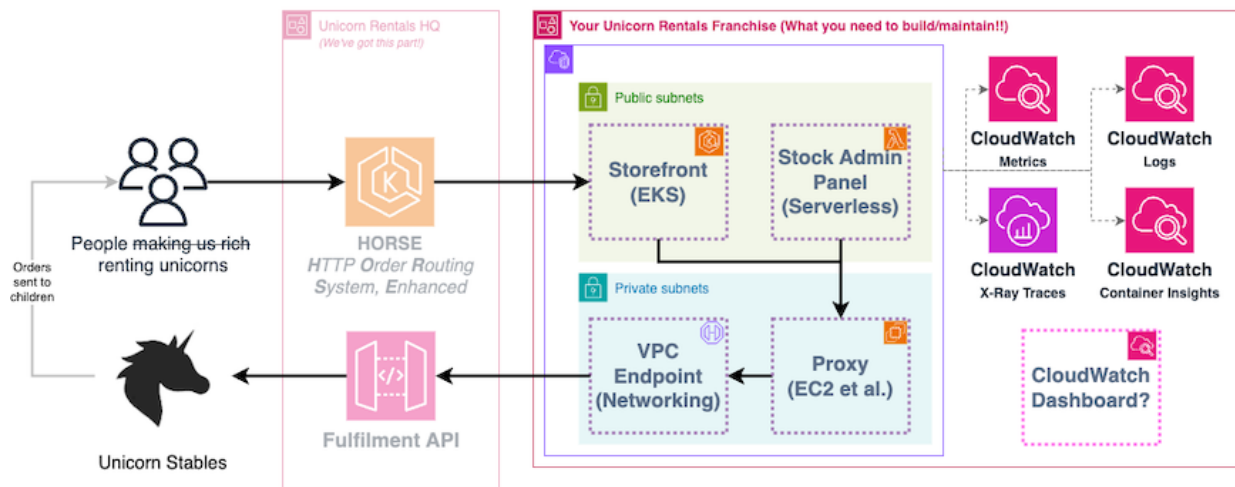 Unicorn Rentals HQ
(We've got this part!)
Your Unicorn Rentals Franchise (What you need to build/maintain!!)
Public subnets
Storefront
(EKS)
Stock Admin
Panel
(Serverless)
CloudWatch
Metrics
CloudWatch
Logs
People making us rich
renting unicorns
K
HORSE
HTTP Order Routing
System, Enhanced
CloudWatch
X-Ray Traces
CloudWatch
Container Insights
Orders
sent to
children
Private subnets
VPC
Endpoint
(Networking)
Proxy
(EC2 et al.)
CloudWatch
Dashboard?
</>
Fulfilment API
Unicorn Stables